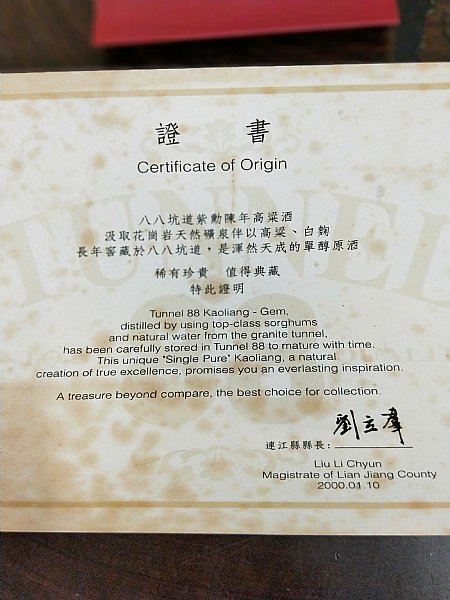 證書
Certificate of Origin
八八坑道紫勳陳年高粱酒
汲取花崗岩天然礦泉伴以高粱、白麴
長年窖藏於八八坑道，是渾然天成的單醇原酒
稀有珍貴 值得典藏
特此證明
Tunnel 88 Kaoliang - Gem,
distilled by using top-class sorghums
and natural water from the granite tunnel,
has been carefully stored in Tunnel 88 to mature with time.
This unique "Single Pure" Kaoliang, a natural
creation of true excellence, promises you an everlasting inspiration.
A treasure beyond compare, the best choice for collection.
連江縣縣長: 劉立群
Liu Li Chyun
Magistrate of Lian Jiang County
2000.01.10
TUNNEL
88